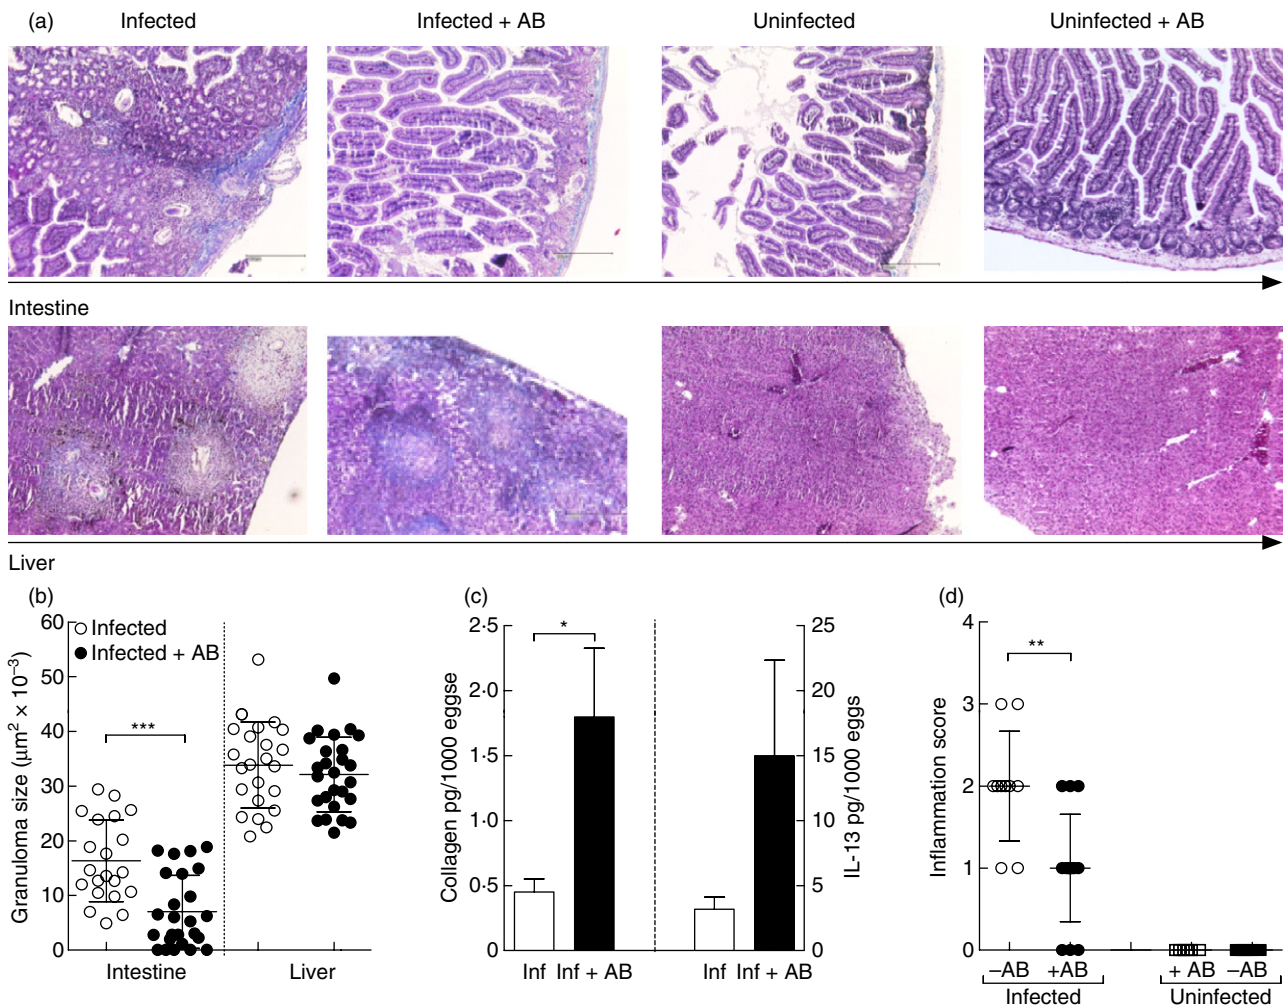 (a)
Infected
Infected + AB
Uninfected
Uninfected + AB
Intestine
Liver
(b)
60
50
40
30
20
10
0
Granuloma size (μm² × 10⁻³)
Infected
Infected + AB
***
Intestine
Liver
(c)
2·5
2·0
1·5
1·0
0·5
0
Collagen pg/1000 eggse
*
Inf
Inf + AB
Inf
Inf + AB
25
20
15
10
5
0
IL-13 pg/1000 eggs
(d)
4
3
2
1
0
Inflammation score
**
–AB
+AB
+ AB
–AB
Infected
Uninfected